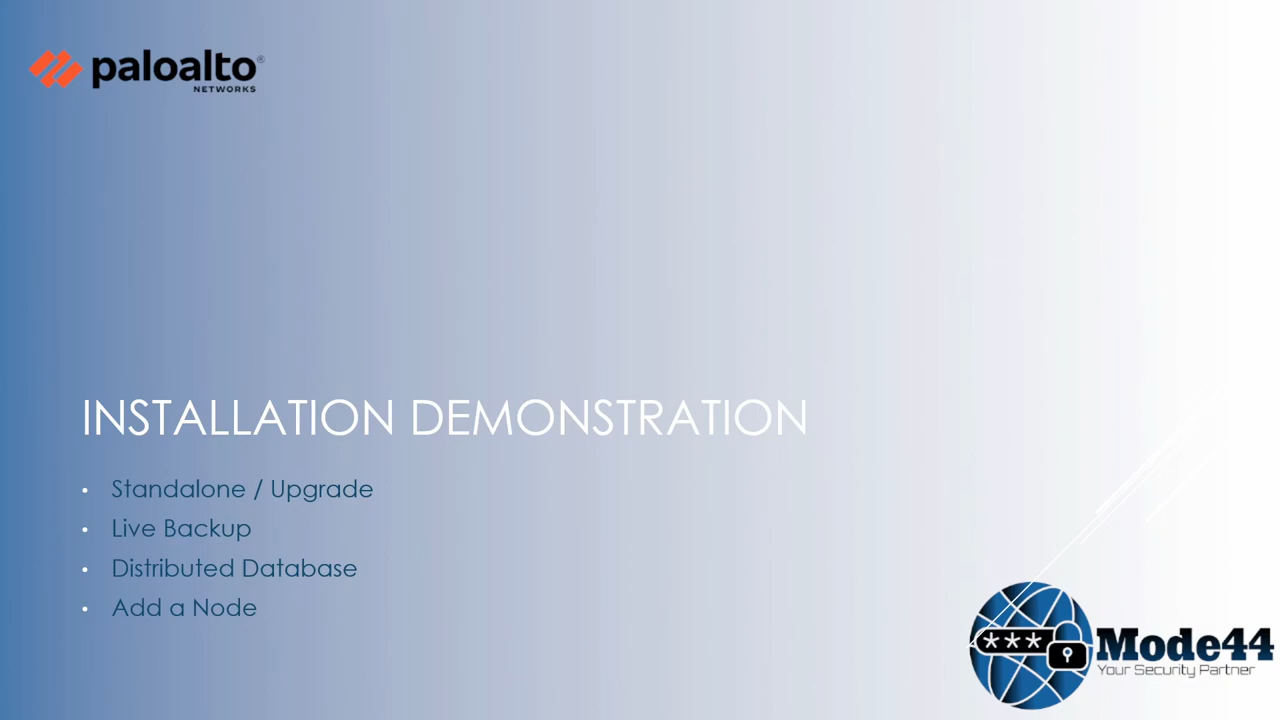 paloalto®
NETWORKS
INSTALLATION DEMONSTRATION
• Standalone / Upgrade
• Live Backup
• Distributed Database
• Add a Node
***
Mode44
Your Security Partner